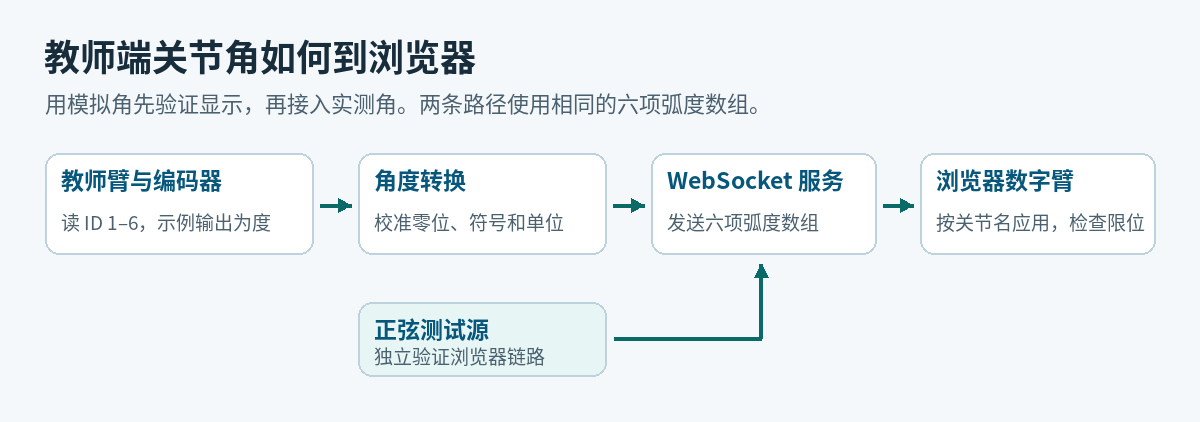 教师端关节角如何到浏览器
用模拟角先验证显示，再接入实测角。两条路径使用相同的六项弧度数组。
教师臂与编码器
读 ID 1–6，示例输出为度
角度转换
校准零位、符号和单位
WebSocket 服务
发送六项弧度数组
浏览器数字臂
按关节名应用，检查限位
正弦测试源
独立验证浏览器链路